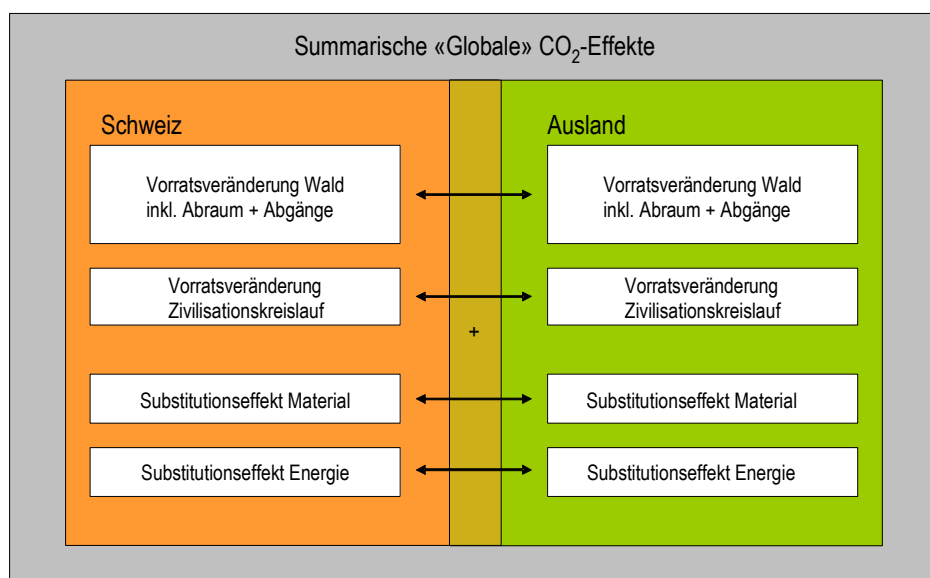 Summarische «Globale» CO₂-Effekte
Schweiz
Vorratsveränderung Wald
inkl. Abraum + Abgänge
Vorratsveränderung
Zivilisationskreislauf
Substitutionseffekt Material
Substitutionseffekt Energie
+
Ausland
Vorratsveränderung Wald
inkl. Abraum + Abgänge
Vorratsveränderung
Zivilisationskreislauf
Substitutionseffekt Material
Substitutionseffekt Energie